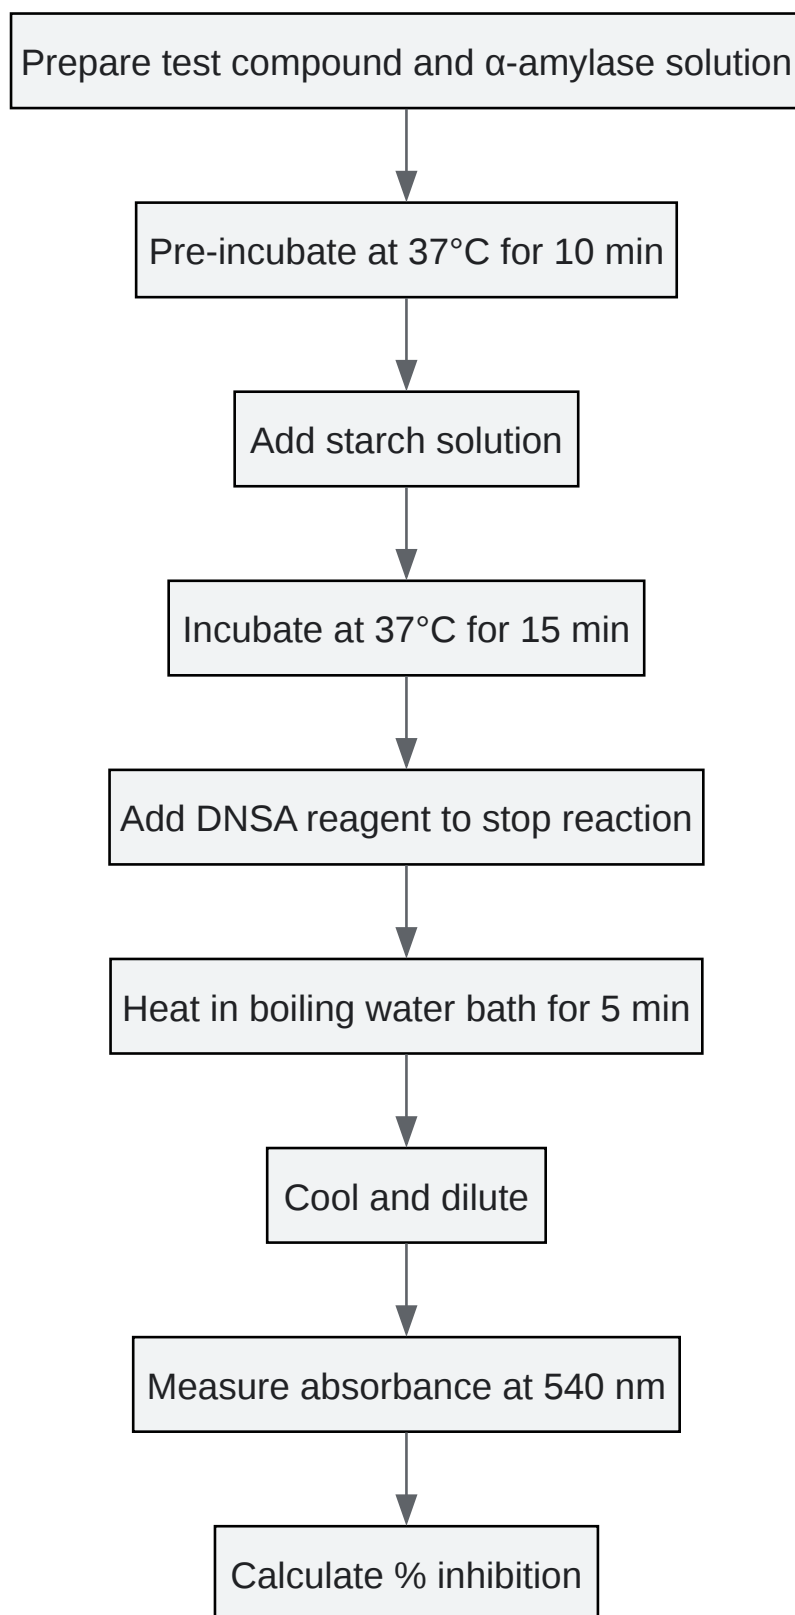 Prepare test compound and α-amylase solution
Pre-incubate at 37°C for 10 min
Add starch solution
Incubate at 37°C for 15 min
Add DNSA reagent to stop reaction
Heat in boiling water bath for 5 min
Cool and dilute
Measure absorbance at 540 nm
Calculate % inhibition